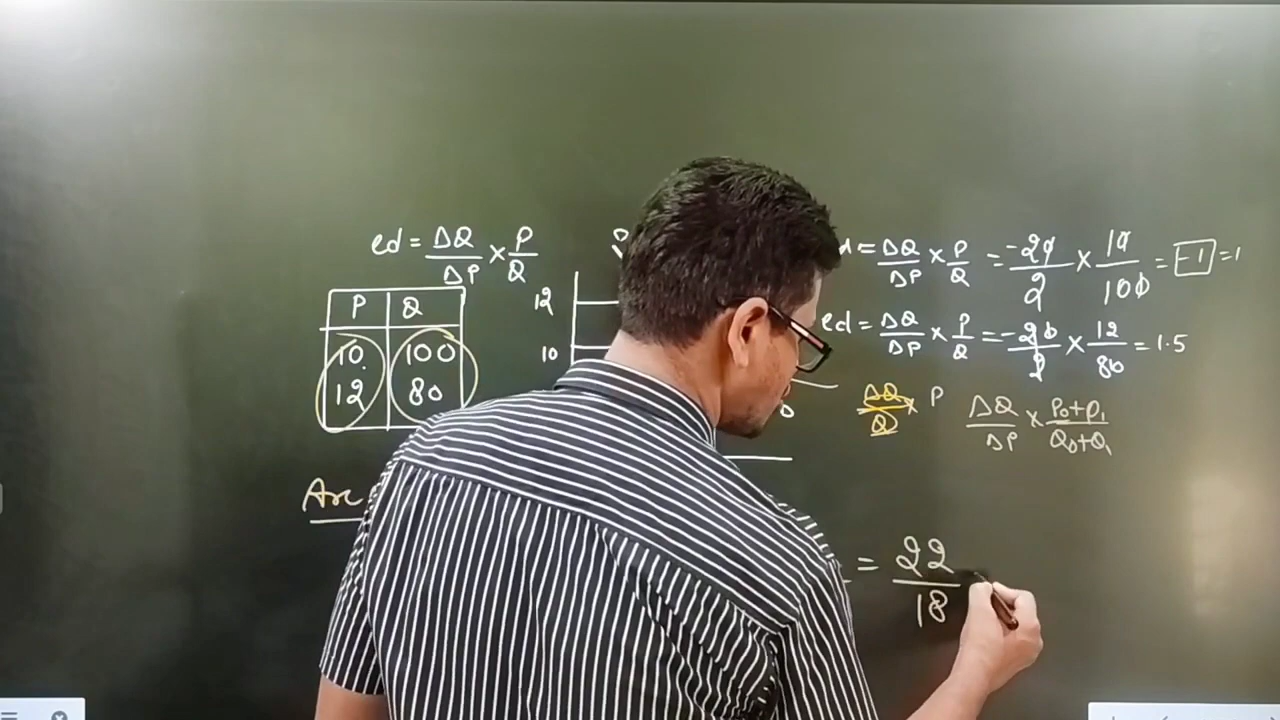 ed = ΔQ/ΔP × P/Q
P Q
10 100
12 80
12
10
= ΔQ/ΔP × P/Q = -20/2 × 10/100 = -1 = 1
ed = ΔQ/ΔP × P/Q = -20/2 × 12/80 = 1.5
ΔQ/Q × P
ΔQ/ΔP × P0+P1/Q0+Q1
Arc
= 22/18